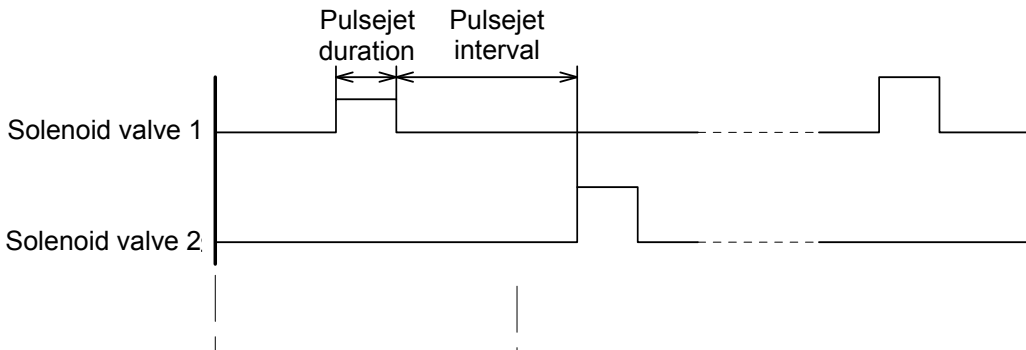 Pulsejet
duration
Pulsejet
interval
Solenoid valve 1
Solenoid valve 2